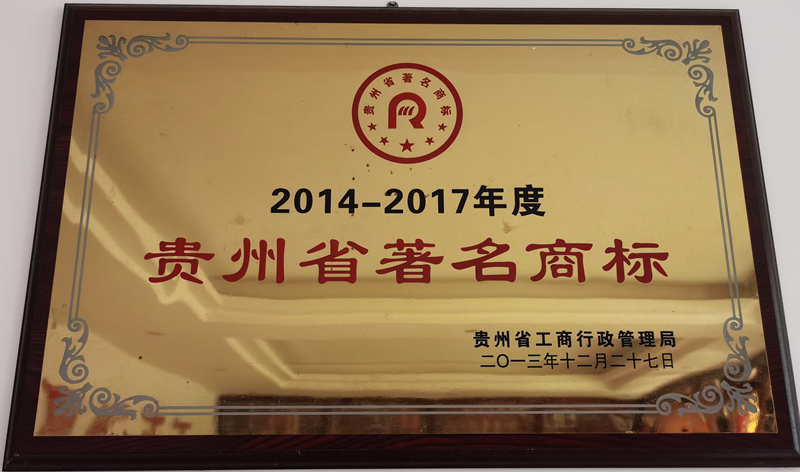 贵州省著名商标
2014-2017年度
贵州省著名商标
贵州省工商行政管理局
二〇一三年十二月二十七日